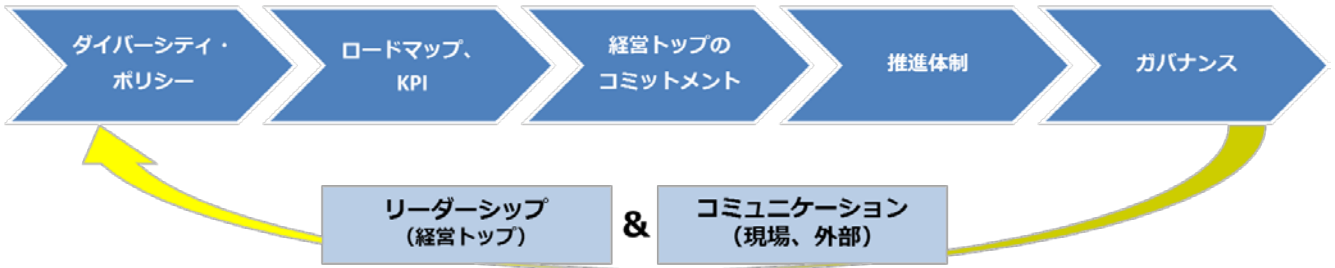 ダイバーシティ・
ポリシー
ロードマップ、
KPI
経営トップの
コミットメント
推進体制
ガバナンス
リーダーシップ
（経営トップ）
&
コミュニケーション
（現場、外部）